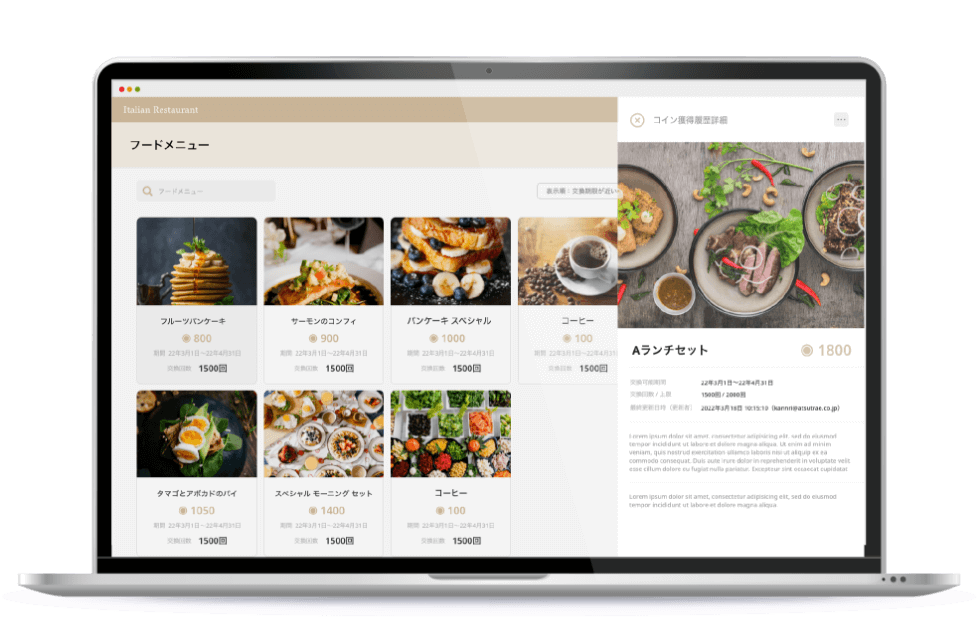 Italian Restaurant
フードメニュー
フードメニュー
表示順：交換期限が近い
フルーツパンケーキ
800
期間 22年3月1日～22年4月31日
交換回数 1500回
サーモンのコンフィ
900
期間 22年3月1日～22年4月31日
交換回数 1500回
パンケーキ スペシャル
1000
期間 22年3月1日～22年4月31日
交換回数 1500回
コーヒー
100
期間 22年3月1日～22年4月31日
交換回数 1500回
タマゴとアボカドのパイ
1050
期間 22年3月1日～22年4月31日
交換回数 1500回
スペシャル モーニング セット
1400
期間 22年3月1日～22年4月31日
交換回数 1500回
コーヒー
100
期間 22年3月1日～22年4月31日
交換回数 1500回
コイン獲得履歴詳細
Aランチセット
1800
交換可能期間 22年3月1日～22年4月31日
交換回数 / 上限 1500回 / 2000回
最終更新日時（更新者） 2022年3月10日 10:15:10
Lorem ipsum dolor sit amet, consectetur adipiscing elit, sed do eiusmod
tempor incididunt ut labore et dolore magna aliqua. Ut enim ad minim
veniam, quis nostrud exercitation ullamco laboris nisi ut aliquip ex ea
commodo consequat. Duis aute irure dolor in reprehenderit in voluptate velit
esse cillum dolore eu fugiat nulla pariatur. Excepteur sint occaecat cupidatat
Lorem ipsum dolor sit amet, consectetur adipiscing elit, sed do eiusmod
tempor incididunt ut labore et dolore magna aliqua